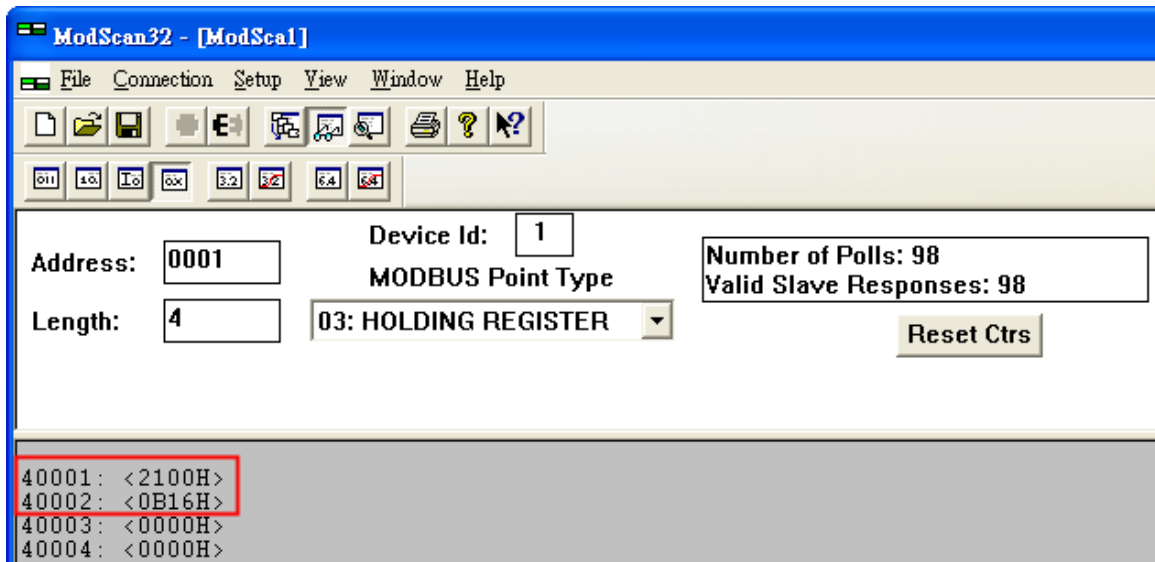 ModScan32 - [ModSca1]
File Connection Setup View Window Help
Address: 0001
Device Id: 1
MODBUS Point Type
Length: 4
03: HOLDING REGISTER
Number of Polls: 98
Valid Slave Responses: 98
Reset Ctrs
40001: <2100H>
40002: <0B16H>
40003: <0000H>
40004: <0000H>